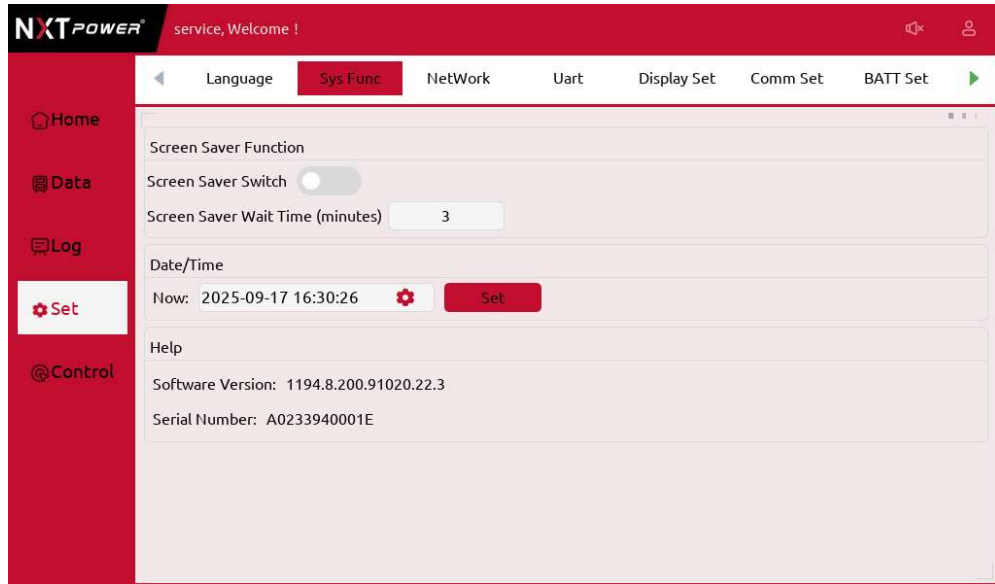 NXTPOWER®
service, Welcome !
Language Sys Func NetWork Uart Display Set Comm Set BATT Set
Home
Data
Log
Set
Control
Screen Saver Function
Screen Saver Switch
Screen Saver Wait Time (minutes) 3
Date/Time
Now: 2025-09-17 16:30:26 Set
Help
Software Version: 1194.8.200.91020.22.3
Serial Number: A0233940001E